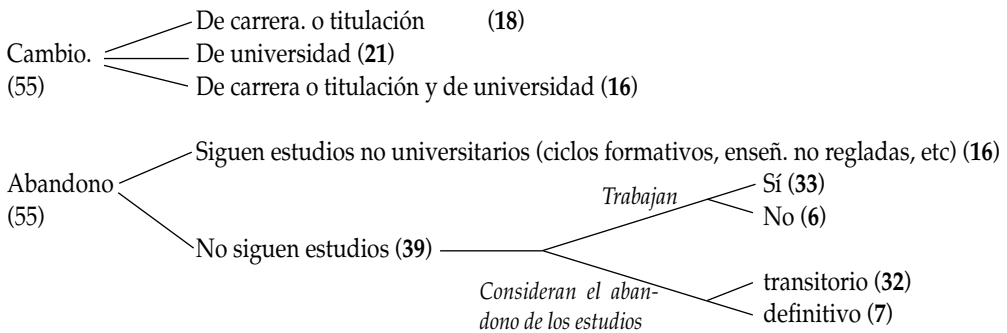 De carrera. o titulación (18)
Cambio. De universidad (21)
(55) De carrera o titulación y de universidad (16)
Siguen estudios no universitarios (ciclos formativos, enseñ. no regladas, etc) (16)
Abandono
(55)
Trabajan
Sí (33)
No (6)
No siguen estudios (39)
Consideran el aban-
dono de los estudios
transitorio (32)
definitivo (7)